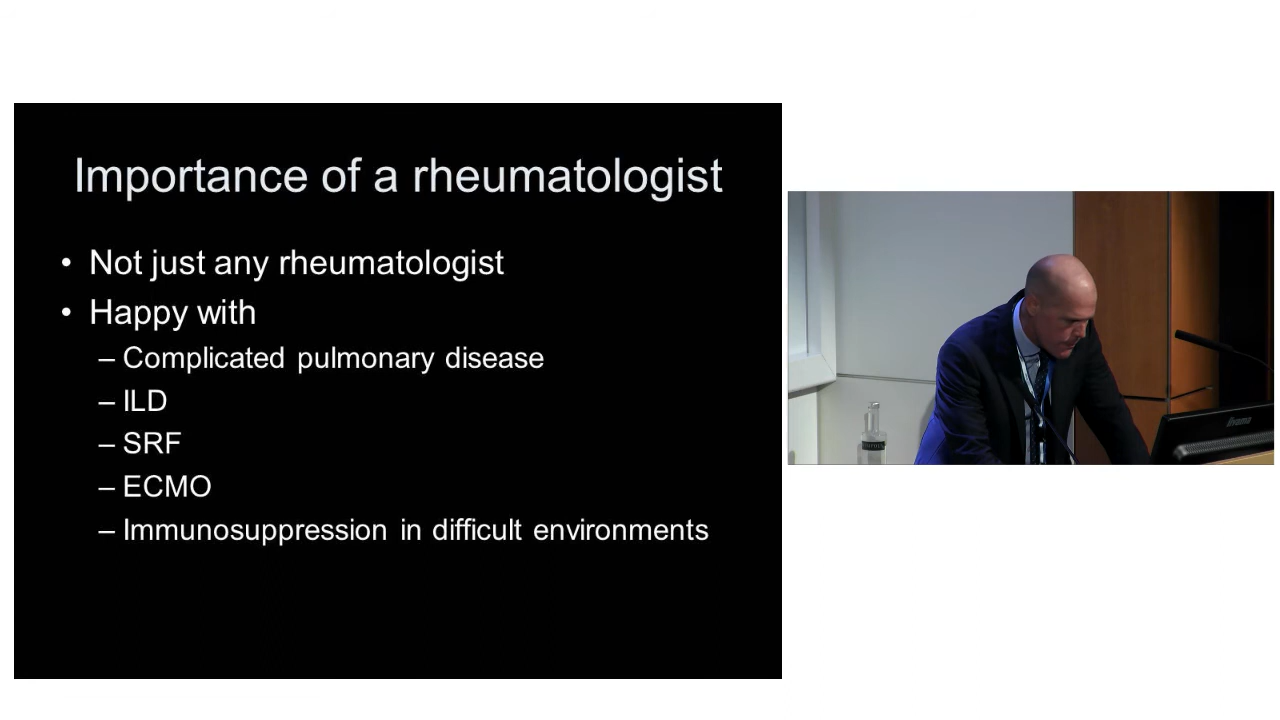 Importance of a rheumatologist
• Not just any rheumatologist
• Happy with
– Complicated pulmonary disease
– ILD
– SRF
– ECMO
– Immunosuppression in difficult environments
iiyama